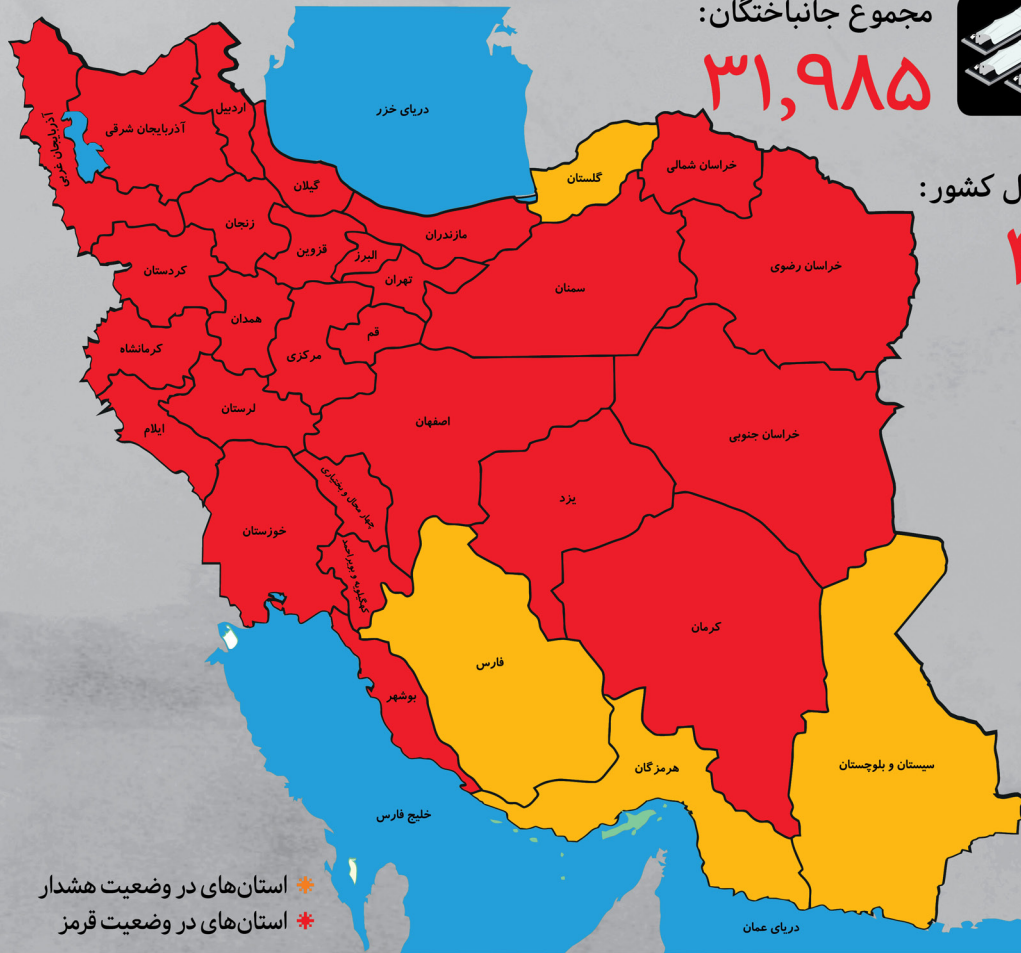 مجموع جانباختگان:
۳۱,۹۸۵
ل کشور:
دریای خزر
اردبیل
آذربایجان شرقی
آذربایجان غربی
گیلان
گلستان
خراسان شمالی
زنجان
مازندران
قزوین
البرز
تهران
خراسان رضوی
کردستان
سمنان
همدان
قم
کرمانشاه
مرکزی
لرستان
ایلام
اصفهان
خراسان جنوبی
چهار محال و بختیاری
یزد
خوزستان
کهگیلویه و بویراحمد
کرمان
فارس
بوشهر
هرمزگان
سیستان و بلوچستان
خلیج فارس
استان‌های در وضعیت هشدار
استان‌های در وضعیت قرمز
دریای عمان